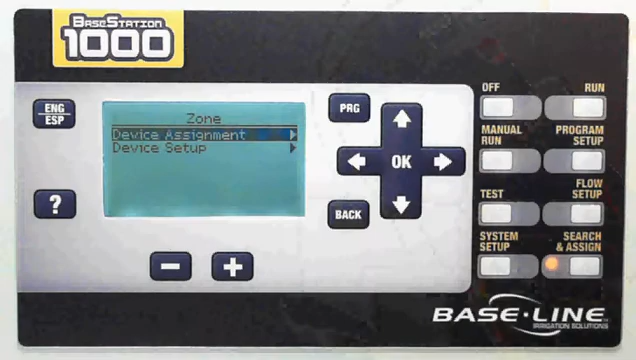 BASESTATION
1000
ENG
ESP
PRG
OFF
RUN
Zone
Device Assignment
Device Setup
MANUAL
RUN
PROGRAM
SETUP
OK
?
TEST
FLOW
SETUP
BACK
SYSTEM
SETUP
SEARCH
& ASSIGN
BASE·LINE
IRRIGATION SOLUTIONS